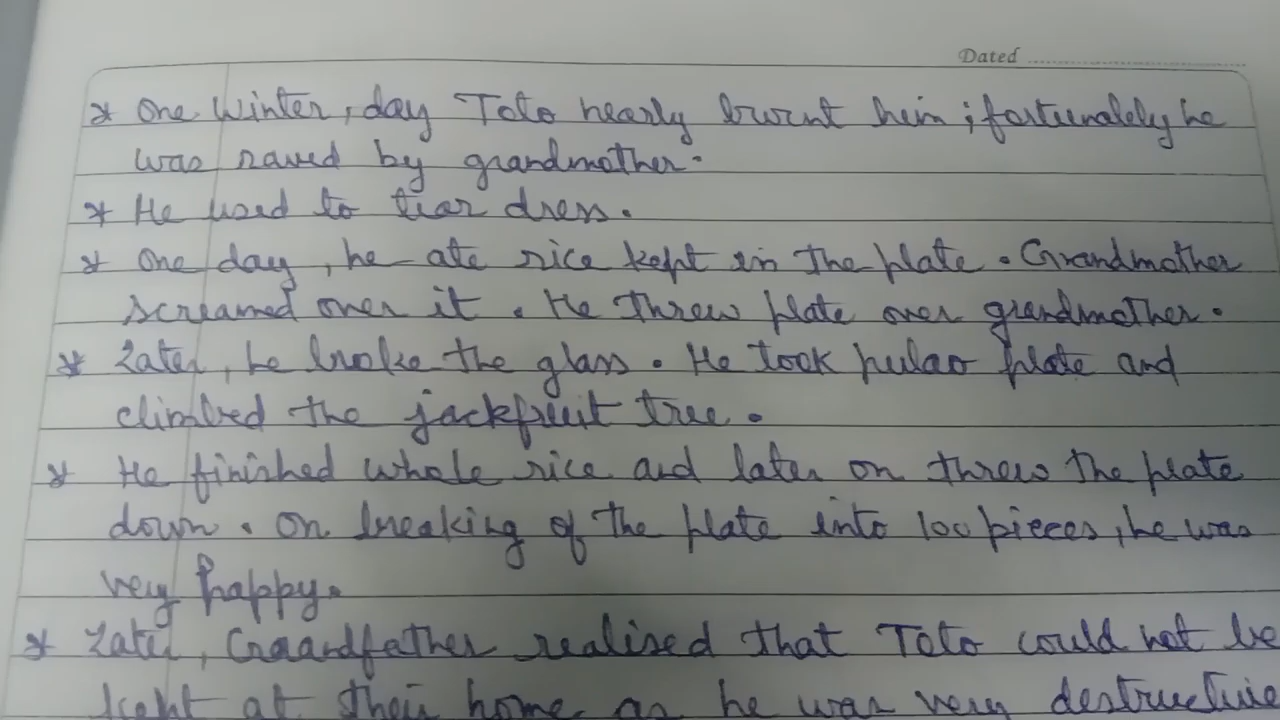 Dated
* One Winter, day Toto nearly burnt him ; fortunately he
was saved by grandmother.
* He used to tear dress.
* One day, he ate rice kept in the plate. Grandmother
screamed over it. He threw plate over grandmother.
* Later, he broke the glass. He took pulao plate and
climbed the jackfruit tree.
* He finished whole rice and later on threw the plate
down. On breaking of the plate into 100 pieces, he was
very happy.
* Later, Graandfather realised that Toto could not be
kept at their home as he was very destructive